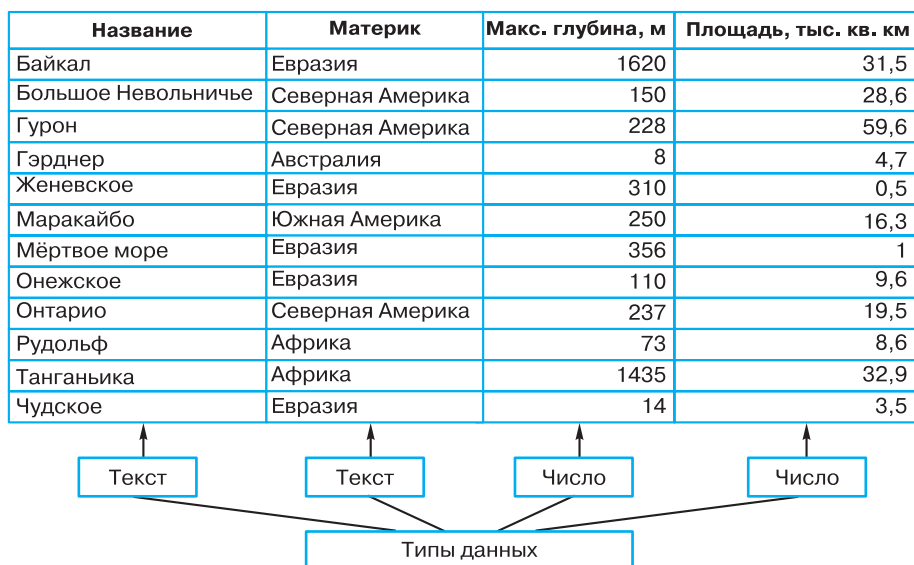 Название Материк Макс. глубина, м Площадь, тыс. кв. км
Байкал Евразия 1620 31,5
Большое Невольничье Северная Америка 150 28,6
Гурон Северная Америка 228 59,6
Гэрднер Австралия 8 4,7
Женевское Евразия 310 0,5
Маракайбо Южная Америка 250 16,3
Мёртвое море Евразия 356 1
Онежское Евразия 110 9,6
Онтарио Северная Америка 237 19,5
Рудольф Африка 73 8,6
Танганьика Африка 1435 32,9
Чудское Евразия 14 3,5
Текст Текст Число Число
Типы данных